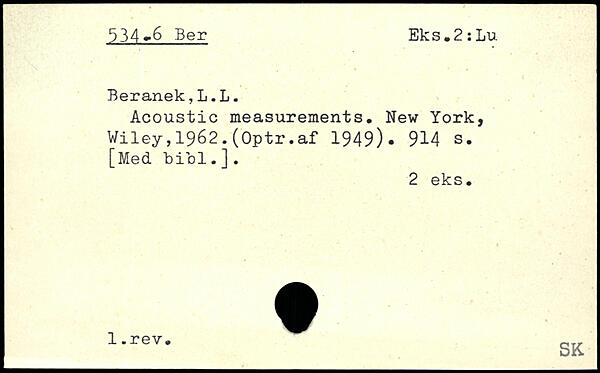 534.6 Ber Eks.2:Lu
Beranek,L.L.
Acoustic measurements. New York,
Wiley,1962.(Optr.af 1949). 914 s.
[Med bibl.].
2 eks.
1.rev.
SK